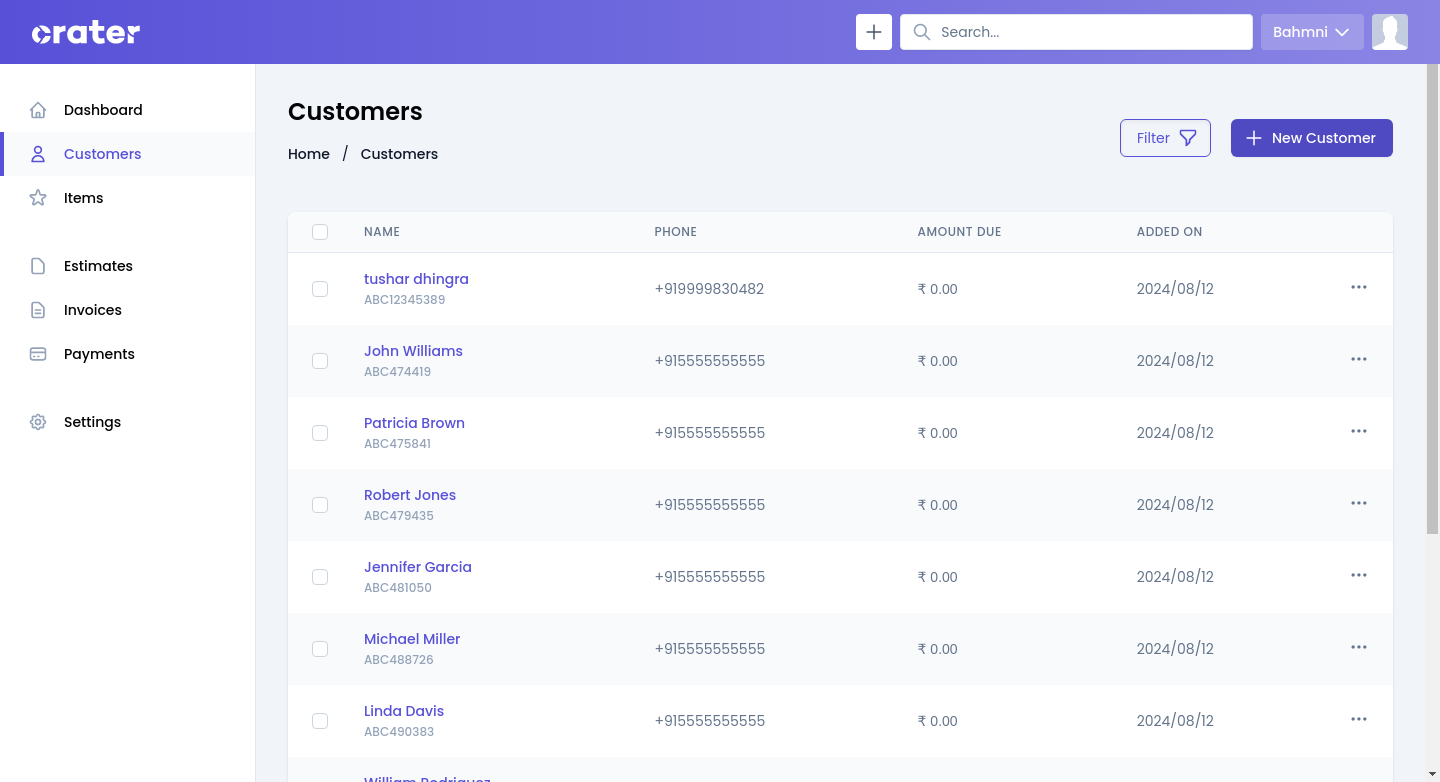 crater
Search...
Bahmni
Dashboard
Customers
Items
Estimates
Invoices
Payments
Settings
Customers
Home / Customers
Filter
New Customer
NAME PHONE AMOUNT DUE ADDED ON
tushar dhingra
ABC12345389
+919999830482 ₹ 0.00 2024/08/12
John Williams
ABC474419
+915555555555 ₹ 0.00 2024/08/12
Patricia Brown
ABC475841
+915555555555 ₹ 0.00 2024/08/12
Robert Jones
ABC479435
+915555555555 ₹ 0.00 2024/08/12
Jennifer Garcia
ABC481050
+915555555555 ₹ 0.00 2024/08/12
Michael Miller
ABC488726
+915555555555 ₹ 0.00 2024/08/12
Linda Davis
ABC490383
+915555555555 ₹ 0.00 2024/08/12
William Rodriguez